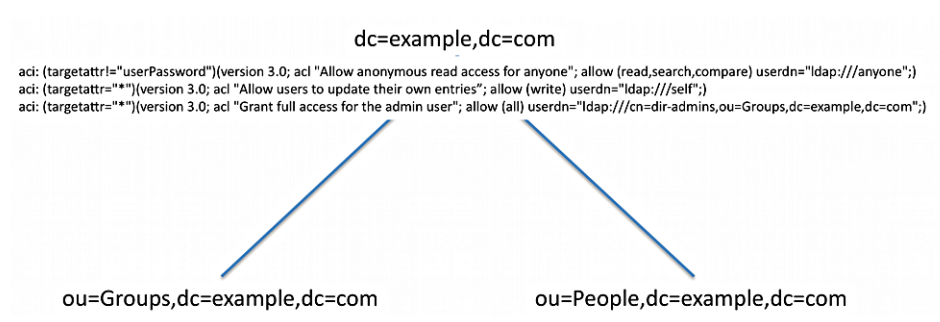 dc=example,dc=com
aci: (targetattr!="userPassword")(version 3.0; acl "Allow anonymous read access for anyone"; allow (read,search,compare) userdn="ldap:///anyone";)
aci: (targetattr="*")(version 3.0; acl "Allow users to update their own entries"; allow (write) userdn="ldap:///self";)
aci: (targetattr="*")(version 3.0; acl "Grant full access for the admin user"; allow (all) userdn="ldap:///cn=dir-admins,ou=Groups,dc=example,dc=com";)
ou=Groups,dc=example,dc=com
ou=People,dc=example,dc=com